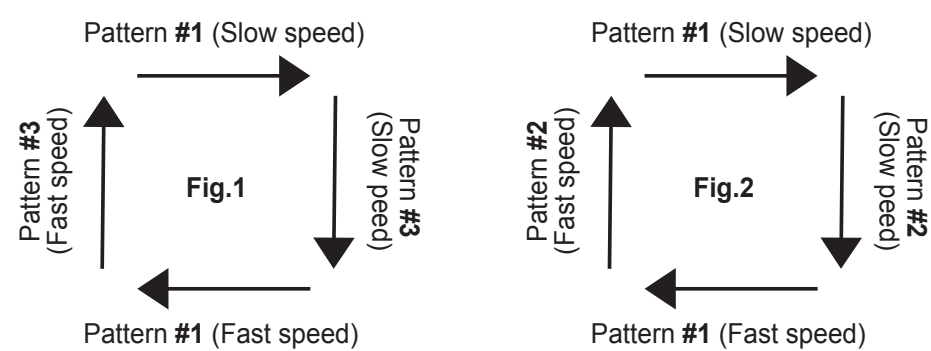 Pattern #1 (Slow speed)
Pattern #3
(Fast speed)
Fig.1
Pattern #3
(Slow peed)
Pattern #1 (Fast speed)
Pattern #1 (Slow speed)
Pattern #2
(Fast speed)
Fig.2
Pattern #2
(Slow peed)
Pattern #1 (Fast speed)